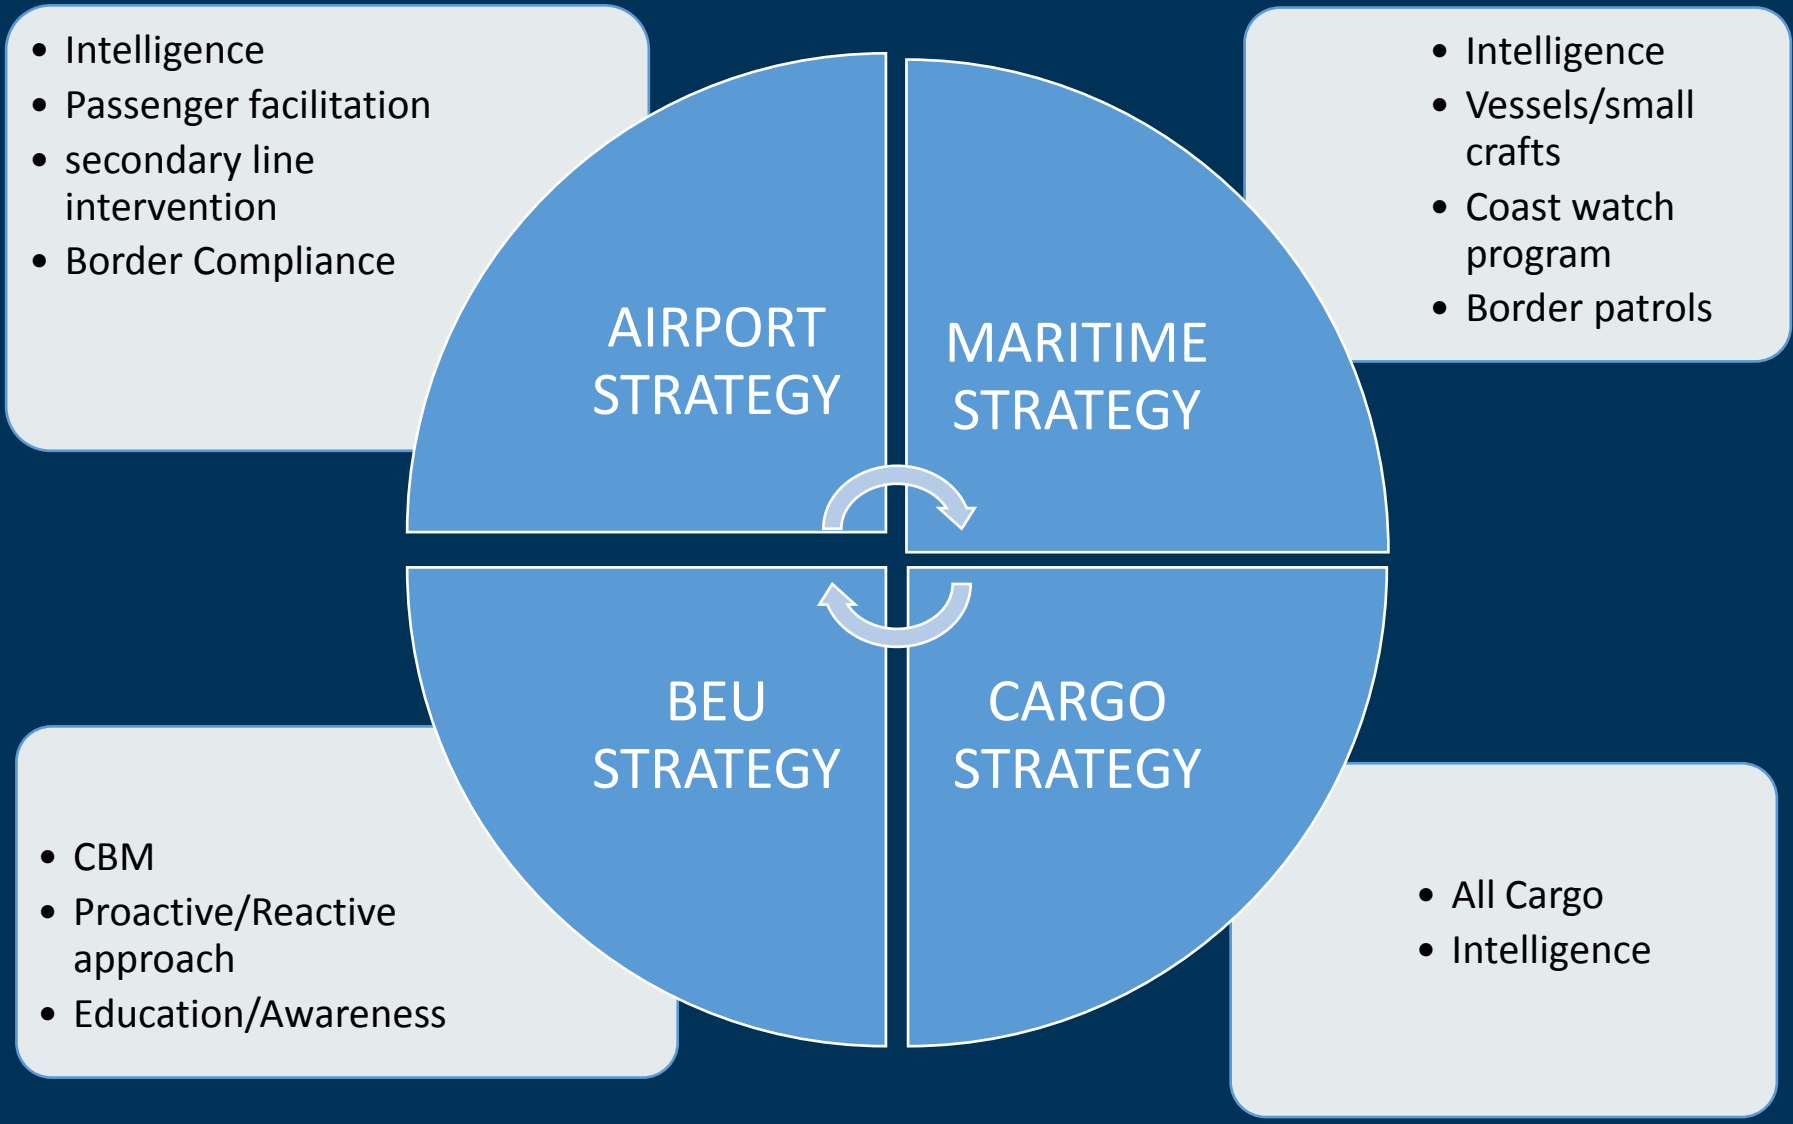 • Intelligence
• Passenger facilitation
• secondary line
intervention
• Border Compliance
• Intelligence
• Vessels/small
crafts
• Coast watch
program
• Border patrols
AIRPORT
STRATEGY
MARITIME
STRATEGY
BEU
STRATEGY
CARGO
STRATEGY
• CBM
• Proactive/Reactive
approach
• Education/Awareness
• All Cargo
• Intelligence